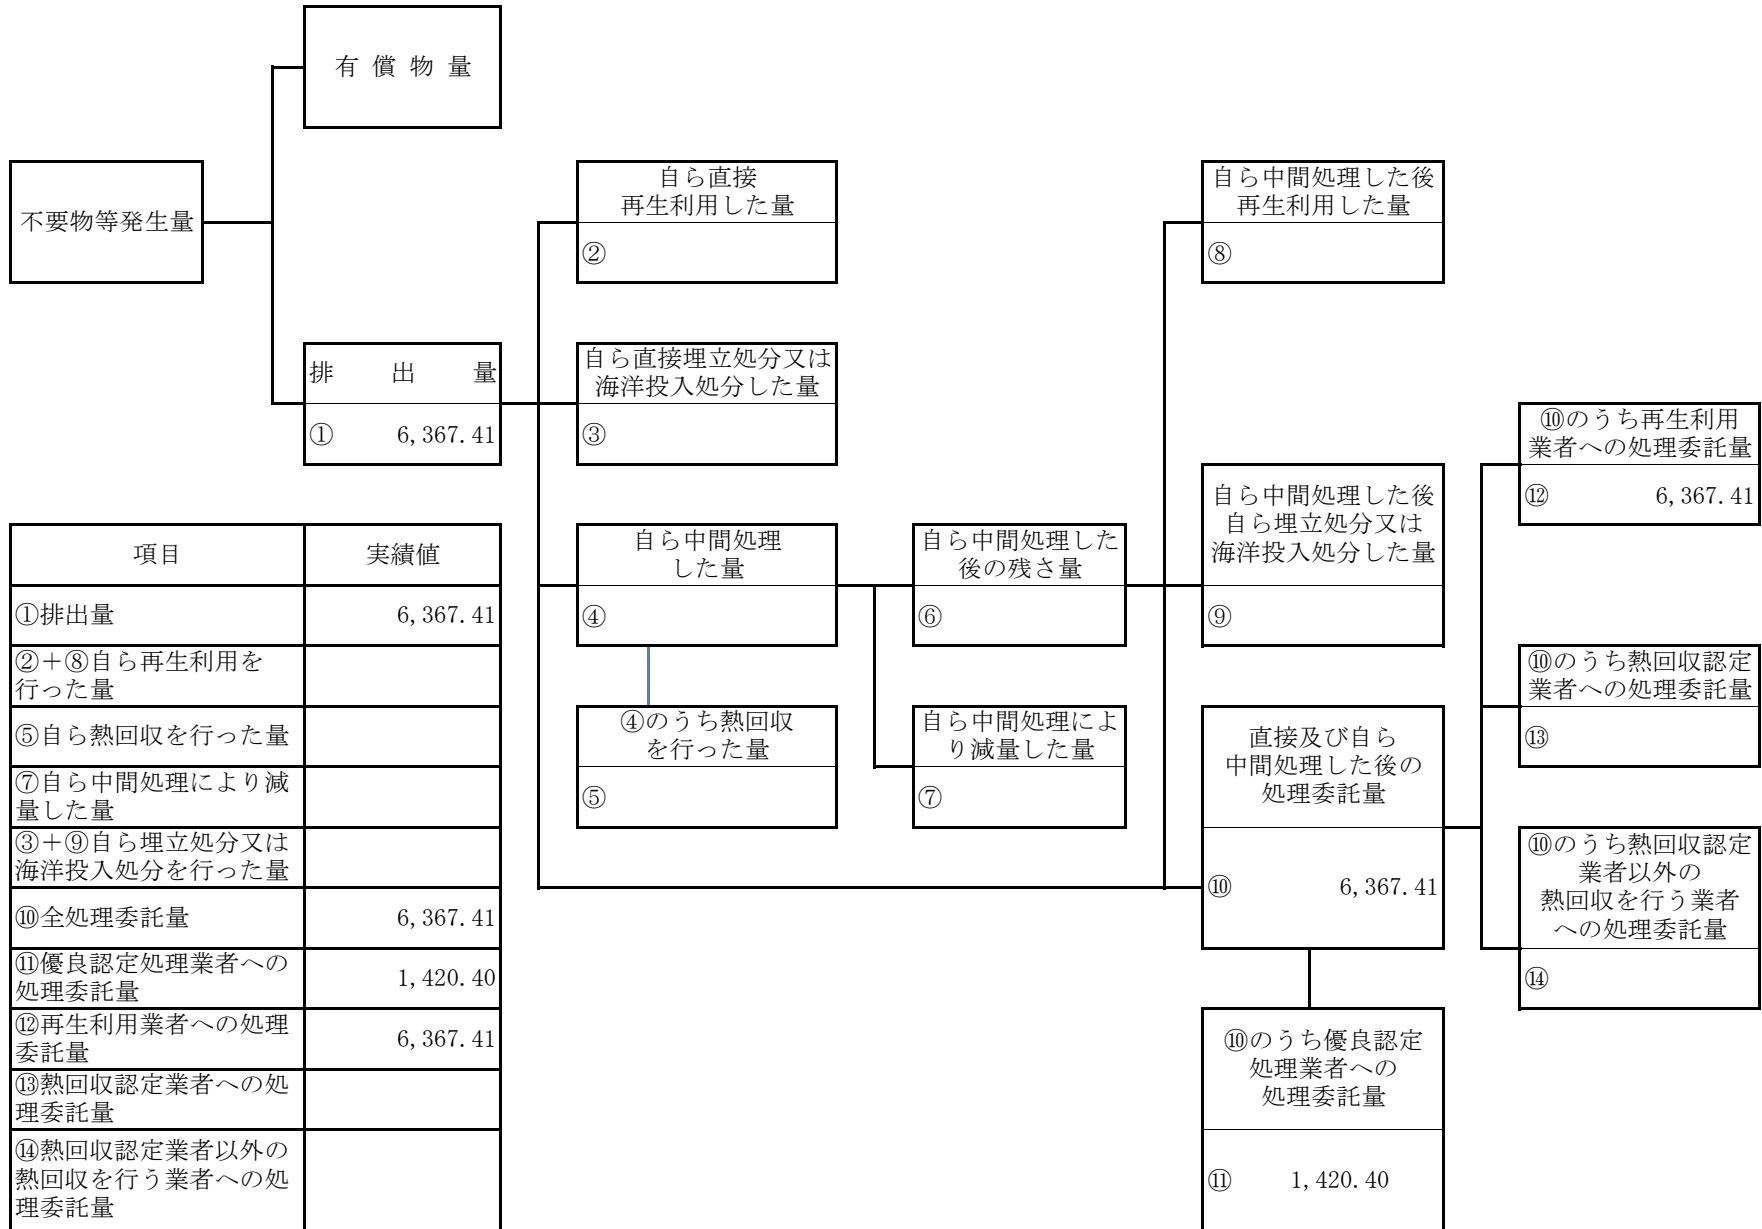 有 償 物 量
不要物等発生量
排 出 量
① 6,367.41
自ら直接
再生利用した量
②
自ら直接埋立処分又は
海洋投入処分した量
③
自ら中間処理
した量
④
④のうち熱回収
を行った量
⑤
自ら中間処理した
後の残さ量
⑥
自ら中間処理によ
り減量した量
⑦
自ら中間処理した後
再生利用した量
⑧
自ら中間処理した後
自ら埋立処分又は
海洋投入処分した量
⑨
直接及び自ら
中間処理した後の
処理委託量
⑩ 6,367.41
⑩のうち優良認定
処理業者への
処理委託量
⑪ 1,420.40
⑩のうち再生利用
業者への処理委託量
⑫ 6,367.41
⑩のうち熱回収認定
業者への処理委託量
⑬
⑩のうち熱回収認定
業者以外の
熱回収を行う業者
への処理委託量
⑭
項目 実績値
①排出量 6,367.41
②＋⑧自ら再生利用を
行った量
⑤自ら熱回収を行った量
⑦自ら中間処理により減
量した量
③＋⑨自ら埋立処分又は
海洋投入処分を行った量
⑩全処理委託量 6,367.41
⑪優良認定処理業者への
処理委託量 1,420.40
⑫再生利用業者への処理
委託量 6,367.41
⑬熱回収認定業者への処
理委託量
⑭熱回収認定業者以外の
熱回収を行う業者への処
理委託量